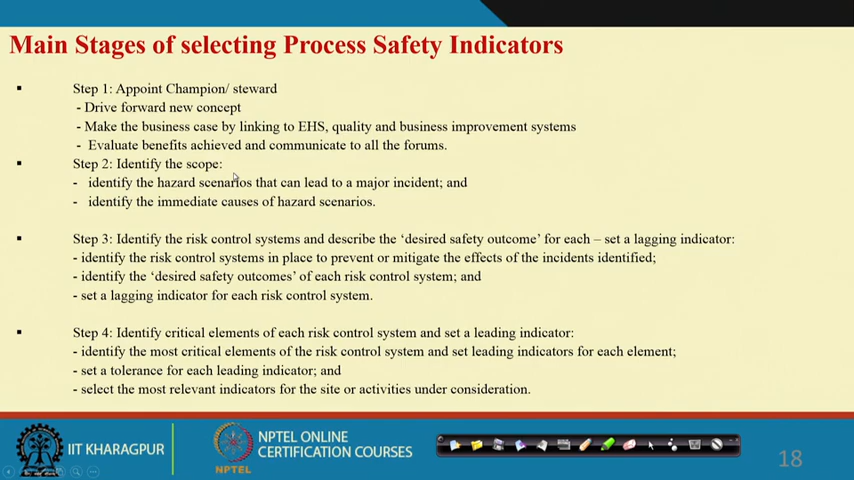 Main Stages of selecting Process Safety Indicators
▪ Step 1: Appoint Champion/ steward
- Drive forward new concept
- Make the business case by linking to EHS, quality and business improvement systems
- Evaluate benefits achieved and communicate to all the forums.
▪ Step 2: Identify the scope:
- identify the hazard scenarios that can lead to a major incident; and
- identify the immediate causes of hazard scenarios.
▪ Step 3: Identify the risk control systems and describe the ‘desired safety outcome’ for each – set a lagging indicator:
- identify the risk control systems in place to prevent or mitigate the effects of the incidents identified;
- identify the ‘desired safety outcomes’ of each risk control system; and
- set a lagging indicator for each risk control system.
▪ Step 4: Identify critical elements of each risk control system and set a leading indicator:
- identify the most critical elements of the risk control system and set leading indicators for each element;
- set a tolerance for each leading indicator; and
- select the most relevant indicators for the site or activities under consideration.
IIT KHARAGPUR
NPTEL
NPTEL ONLINE
CERTIFICATION COURSES
18